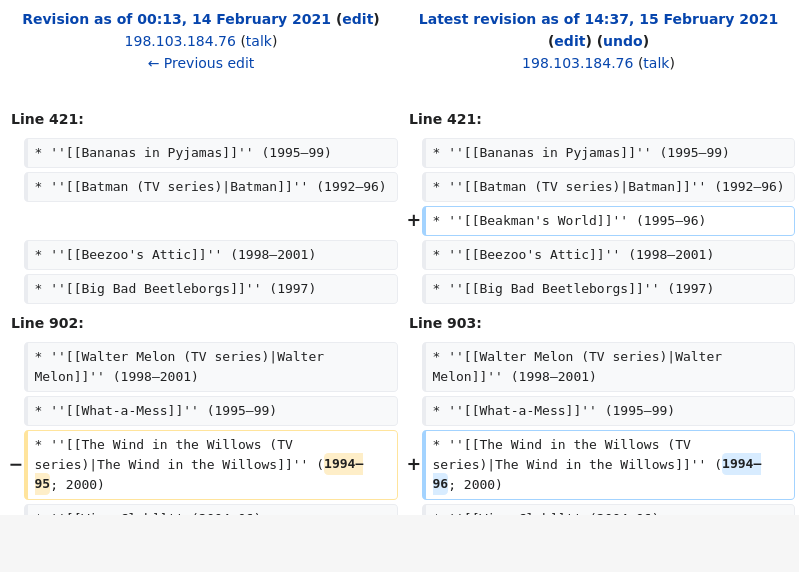 Revision as of 00:13, 14 February 2021 (edit)
198.103.184.76 (talk)
← Previous edit
Latest revision as of 14:37, 15 February 2021
(edit) (undo)
198.103.184.76 (talk)
Line 421:
Line 421:
* ''[[Bananas in Pyjamas]]'' (1995–99)
* ''[[Bananas in Pyjamas]]'' (1995–99)
* ''[[Batman (TV series)|Batman]]'' (1992–96)
* ''[[Batman (TV series)|Batman]]'' (1992–96)
+ * ''[[Beakman's World]]'' (1995–96)
* ''[[Beezoo's Attic]]'' (1998–2001)
* ''[[Beezoo's Attic]]'' (1998–2001)
* ''[[Big Bad Beetleborgs]]'' (1997)
* ''[[Big Bad Beetleborgs]]'' (1997)
Line 902:
Line 903:
* ''[[Walter Melon (TV series)|Walter
Melon]]'' (1998–2001)
* ''[[Walter Melon (TV series)|Walter
Melon]]'' (1998–2001)
* ''[[What-a-Mess]]'' (1995–99)
* ''[[What-a-Mess]]'' (1995–99)
* ''[[The Wind in the Willows (TV
− series)|The Wind in the Willows]]'' (1994–
95; 2000)
* ''[[The Wind in the Willows (TV
+ series)|The Wind in the Willows]]'' (1994–
96; 2000)